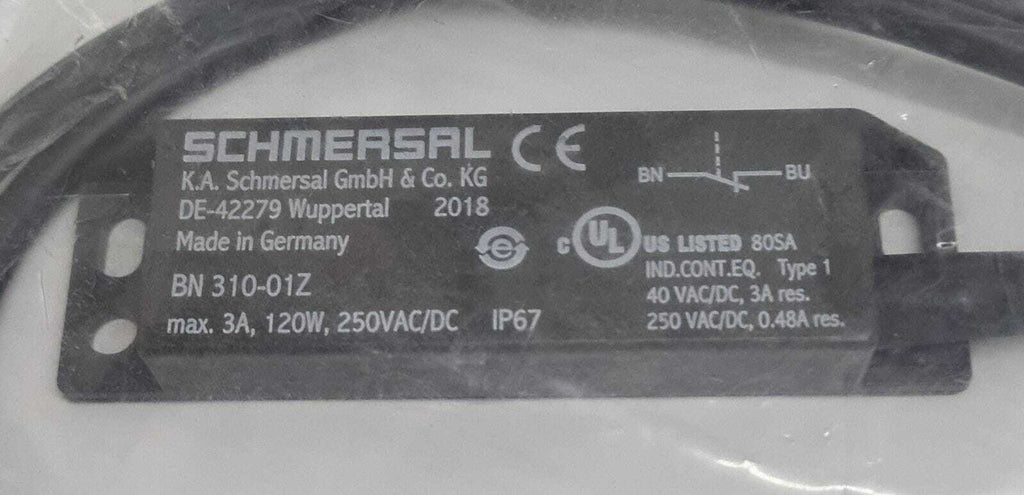 SCHMERSAL CE
K.A. Schmersal GmbH & Co. KG
DE-42279 Wuppertal 2018
Made in Germany
BN 310-01Z
max. 3A, 120W, 250VAC/DC IP67
BN BU
C UL US LISTED 80SA
IND.CONT.EQ. Type 1
40 VAC/DC, 3A res.
250 VAC/DC, 0.48A res.